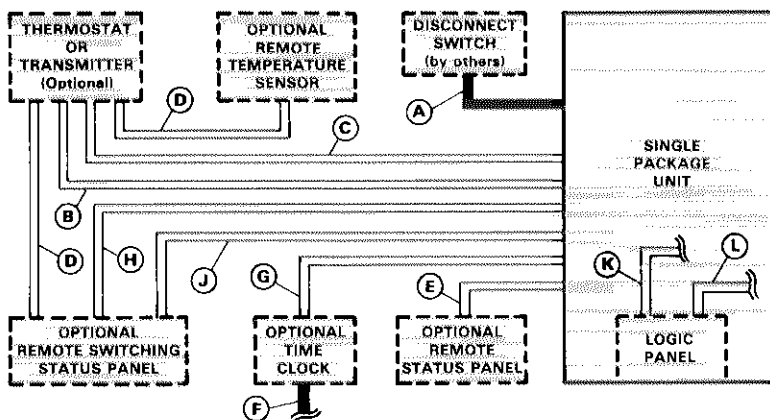 THERMOSTAT
OR
TRANSMITTER
(Optional)
OPTIONAL
REMOTE
TEMPERATURE
SENSOR
DISCONNECT
SWITCH
(by others)
D
A
C
SINGLE
PACKAGE
UNIT
B
D
H
J
G
E
K
L
OPTIONAL
REMOTE SWITCHING
STATUS PANEL
OPTIONAL
TIME
CLOCK
OPTIONAL
REMOTE
STATUS PANEL
LOGIC
PANEL
F